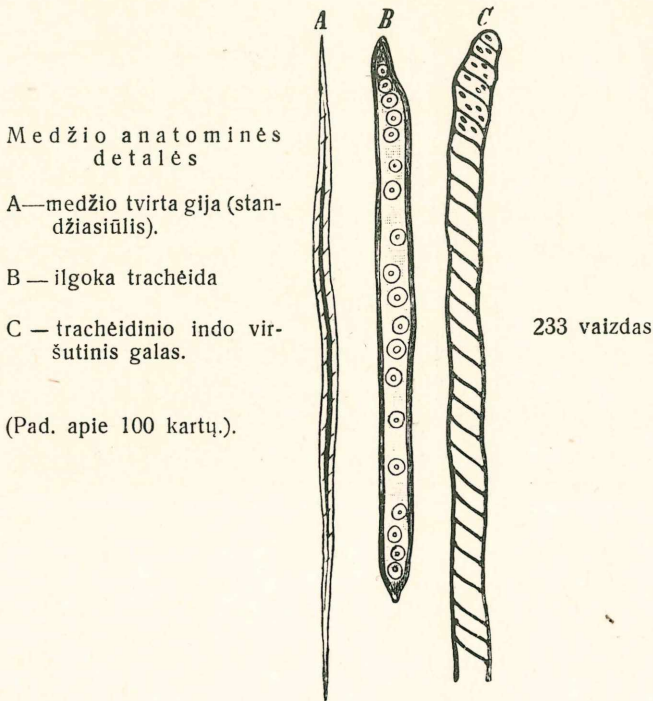 A B C
Medžio anatominės
detalės
A—medžio tvirta gija (stan-
džiasiūlis).
B — ilgoka trachėida
C — trachėidinio indo vir-
šutinis galas.
233 vaizdas
(Pad. apie 100 kartų.).